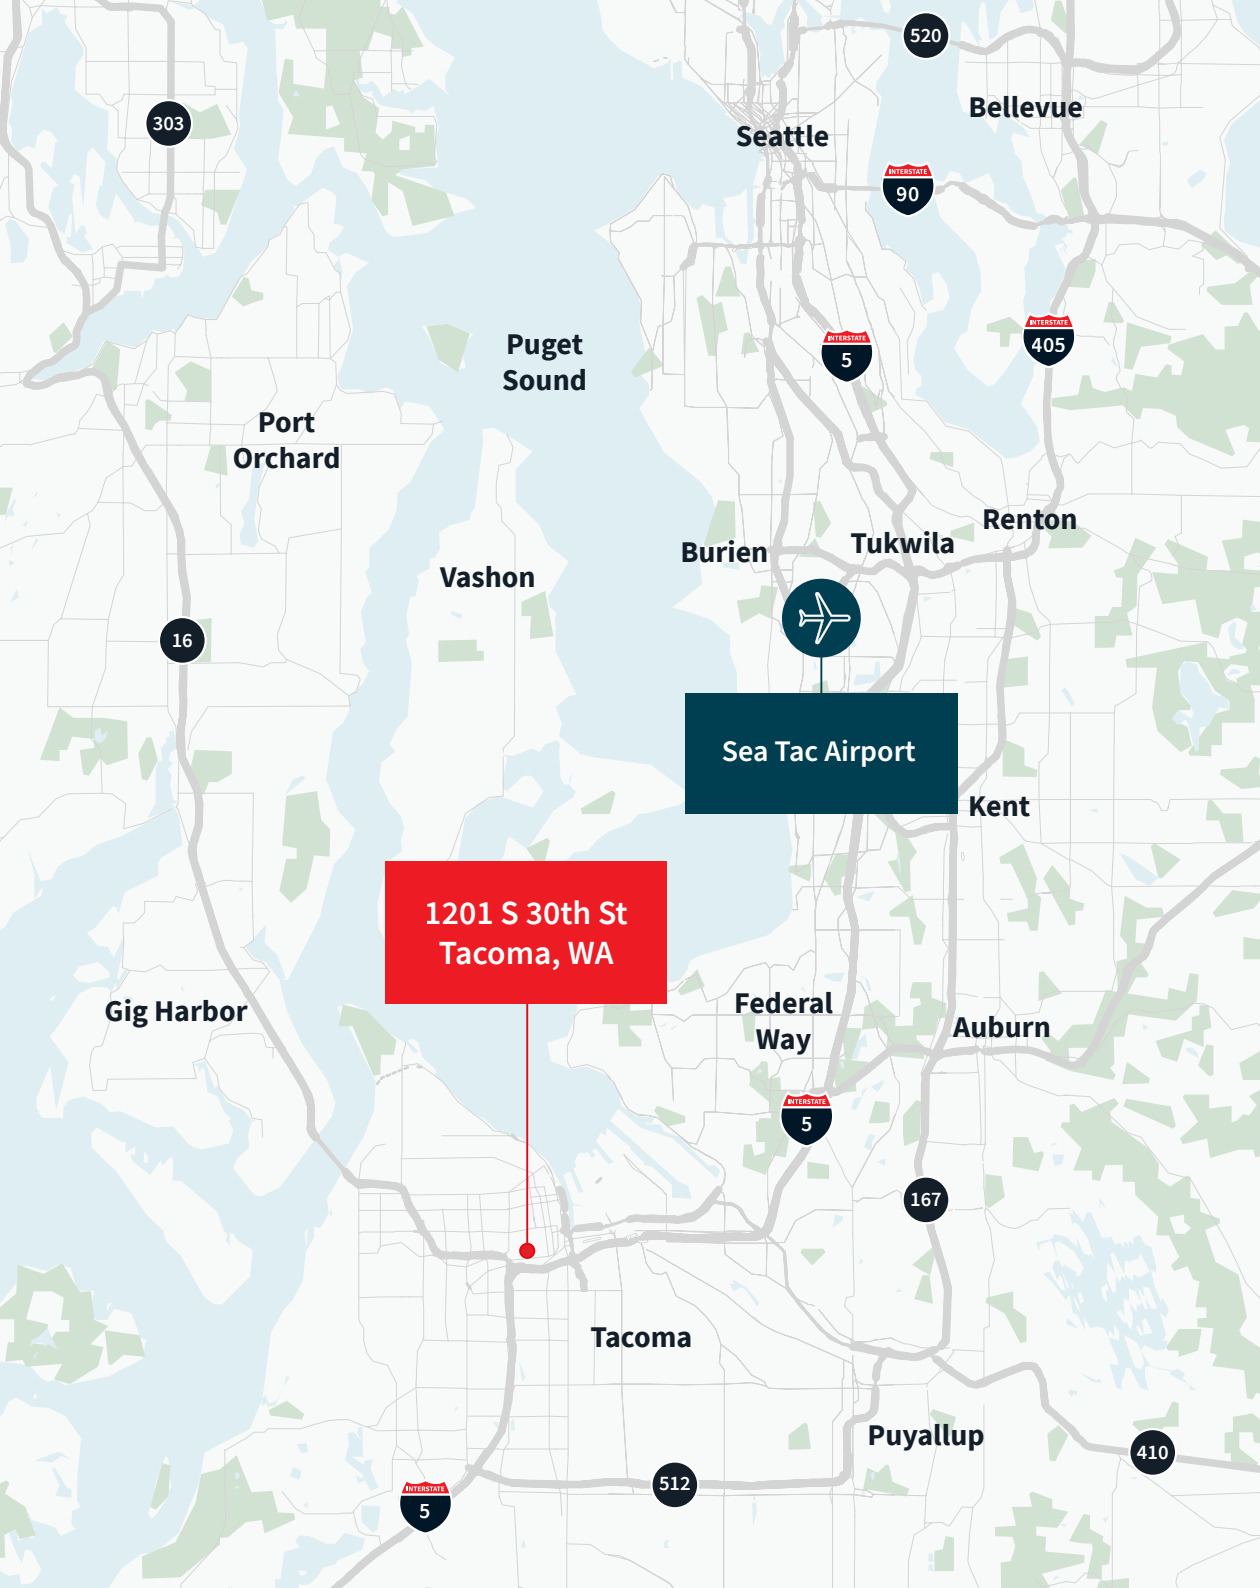 520
Bellevue
303
Seattle
INTERSTATE
90
INTERSTATE
405
Puget
Sound
INTERSTATE
5
Port
Orchard
Renton
Tukwila
Burien
Vashon
16
Sea Tac Airport
Kent
1201 S 30th St
Tacoma, WA
Gig Harbor
Federal
Way
Auburn
INTERSTATE
5
167
Tacoma
Puyallup
410
512
INTERSTATE
5